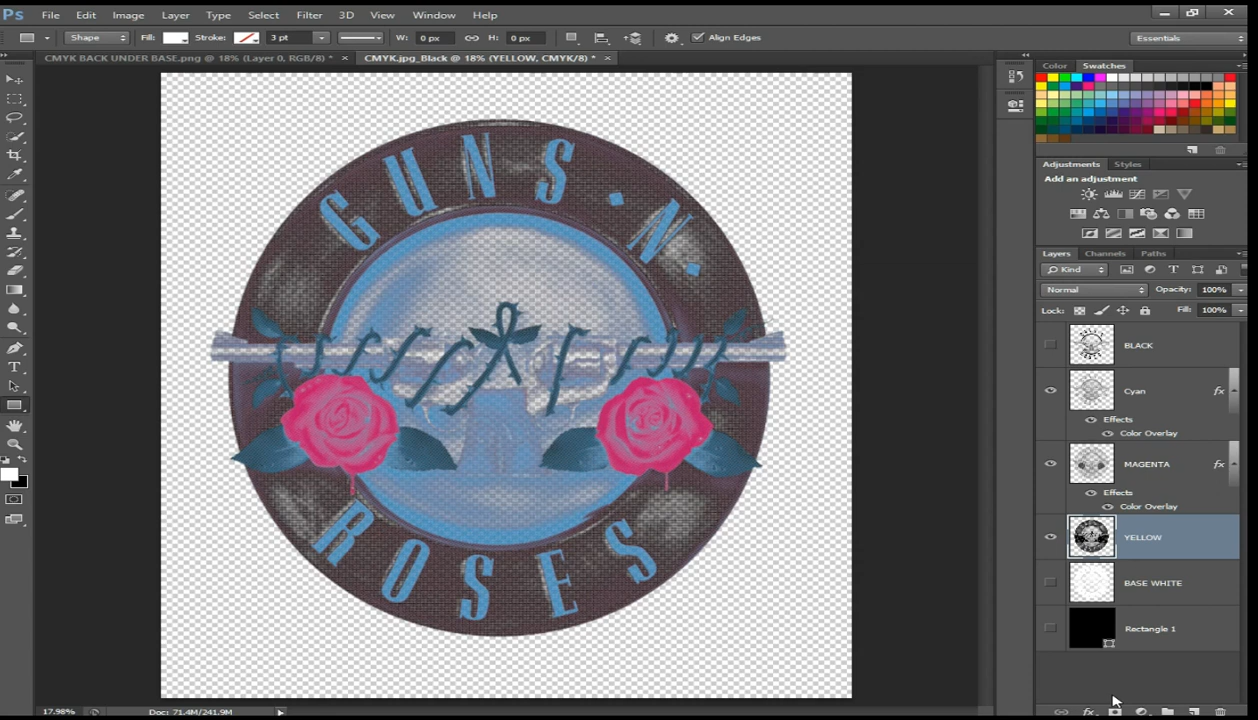 Ps File Edit Image Layer Type Select Filter 3D View Window Help
Shape Fill: Stroke: 3 pt W: 0 px H: 0 px Align Edges Essentials
CMYK BACK UNDER BASE.png @ 18% (Layer 0, RGB/8) * × CMYK.jpg_Black @ 18% (YELLOW, CMYK/8) * ×
Color Swatches
Adjustments Styles
Add an adjustment
Layers Channels Paths
Kind
Normal Opacity: 100%
Lock: Fill: 100%
BLACK
Cyan fx
Effects
Color Overlay
MAGENTA fx
Effects
Color Overlay
YELLOW
BASE WHITE
Rectangle 1
GUNS N
ROSES
17.98% Doc: 71.4M/241.9M